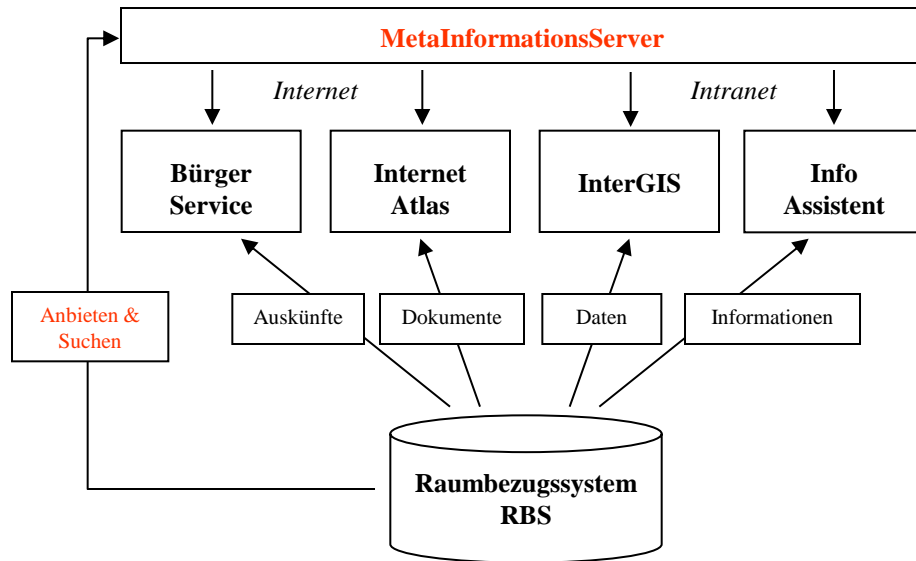 MetaInformationsServer
Internet
Intranet
Bürger
Service
Internet
Atlas
InterGIS
Info
Assistent
Anbieten &
Suchen
Auskünfte
Dokumente
Daten
Informationen
Raumbezugssystem
RBS